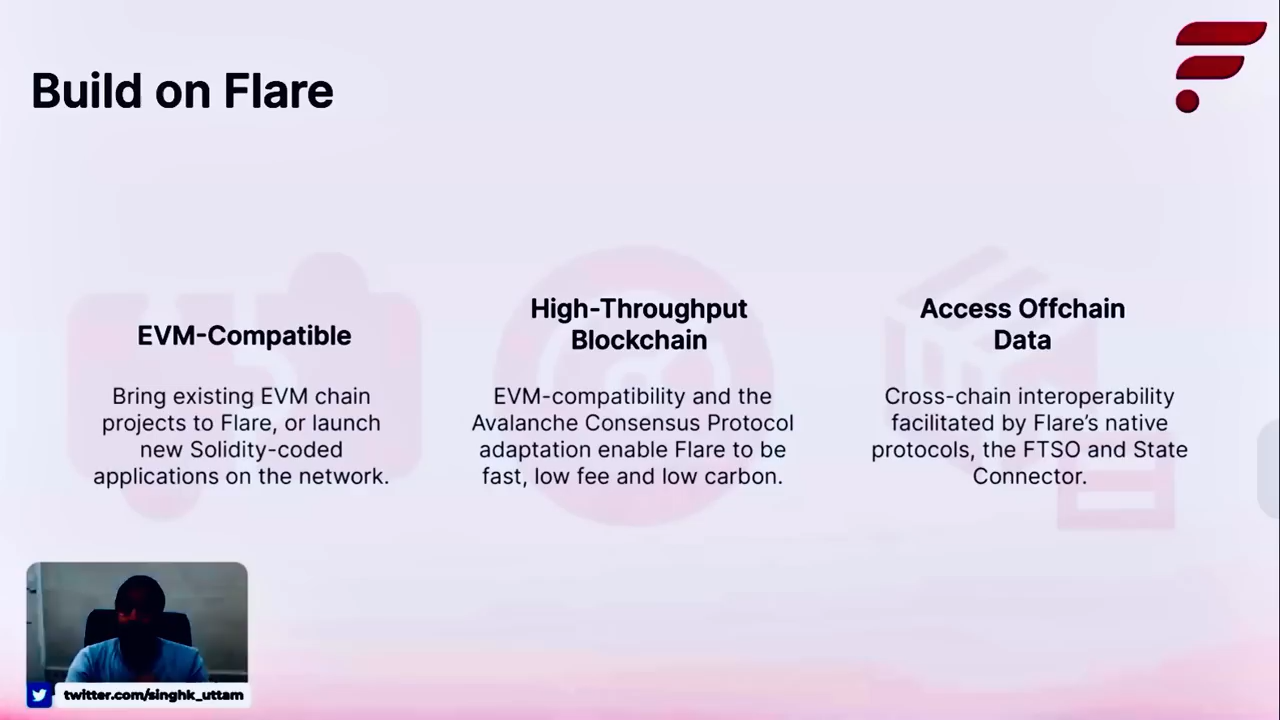 Build on Flare
EVM-Compatible
Bring existing EVM chain
projects to Flare, or launch
new Solidity-coded
applications on the network.
High-Throughput
Blockchain
EVM-compatibility and the
Avalanche Consensus Protocol
adaptation enable Flare to be
fast, low fee and low carbon.
Access Offchain
Data
Cross-chain interoperability
facilitated by Flare’s native
protocols, the FTSO and State
Connector.
twitter.com/singhk_uttam